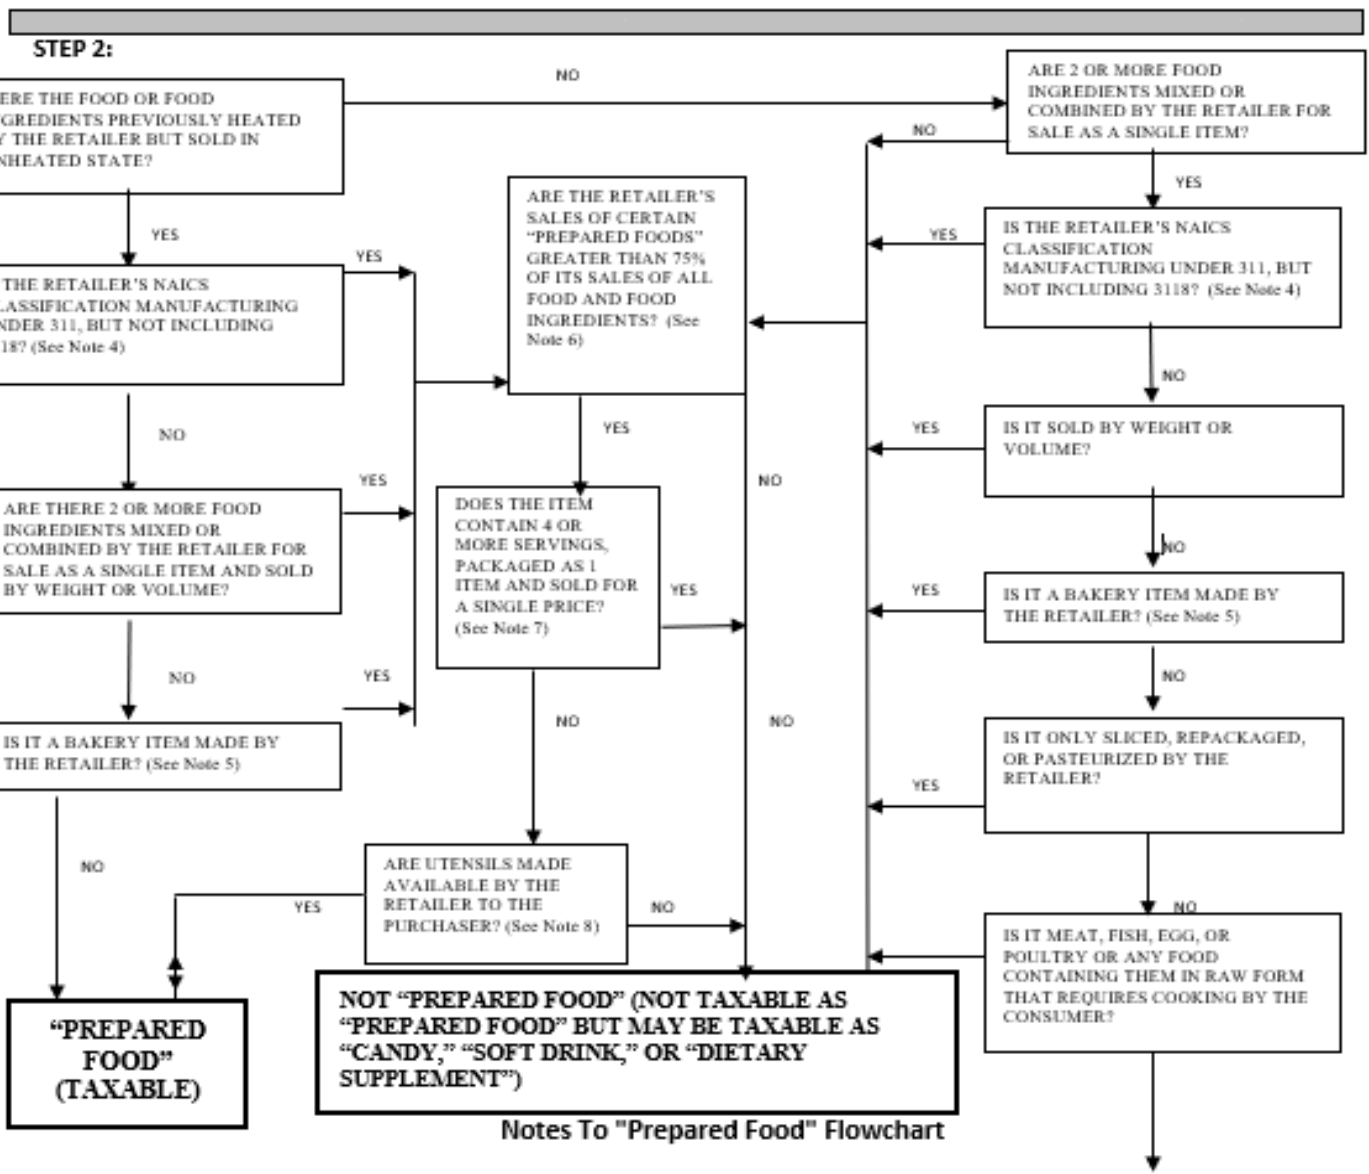 STEP 2:
NO
ERE THE FOOD OR FOOD
GREDIENTS PREVIOUSLY HEATED
Y THE RETAILER BUT SOLD IN
NHEATED STATE?
ARE 2 OR MORE FOOD
INGREDIENTS MIXED OR
COMBINED BY THE RETAILER FOR
SALE AS A SINGLE ITEM?
NO
YES
YES
ARE THE RETAILER'S
SALES OF CERTAIN
“PREPARED FOODS”
GREATER THAN 75%
OF ITS SALES OF ALL
FOOD AND FOOD
INGREDIENTS? (See
Note 6)
IS THE RETAILER'S NAICS
CLASSIFICATION
MANUFACTURING UNDER 311, BUT
NOT INCLUDING 3118? (See Note 4)
YES
YES
THE RETAILER'S NAICS
LASSIFICATION MANUFACTURING
NDER 311, BUT NOT INCLUDING
18? (See Note 4)
NO
NO
YES
IS IT SOLD BY WEIGHT OR
VOLUME?
YES
YES
NO
ARE THERE 2 OR MORE FOOD
INGREDIENTS MIXED OR
COMBINED BY THE RETAILER FOR
SALE AS A SINGLE ITEM AND SOLD
BY WEIGHT OR VOLUME?
DOES THE ITEM
CONTAIN 4 OR
MORE SERVINGS,
PACKAGED AS 1
ITEM AND SOLD FOR
A SINGLE PRICE?
(See Note 7)
NO
YES
YES
IS IT A BAKERY ITEM MADE BY
THE RETAILER? (See Note 5)
NO
YES
NO
NO
NO
IS IT A BAKERY ITEM MADE BY
THE RETAILER? (See Note 5)
IS IT ONLY SLICED, REPACKAGED,
OR PASTEURIZED BY THE
RETAILER?
YES
NO
ARE UTENSILS MADE
AVAILABLE BY THE
RETAILER TO THE
PURCHASER? (See Note 8)
YES
NO
NO
IS IT MEAT, FISH, EGG, OR
POULTRY OR ANY FOOD
CONTAINING THEM IN RAW FORM
THAT REQUIRES COOKING BY THE
CONSUMER?
“PREPARED
FOOD”
(TAXABLE)
NOT “PREPARED FOOD” (NOT TAXABLE AS
“PREPARED FOOD” BUT MAY BE TAXABLE AS
“CANDY,” “SOFT DRINK,” OR “DIETARY
SUPPLEMENT”)
Notes To "Prepared Food" Flowchart